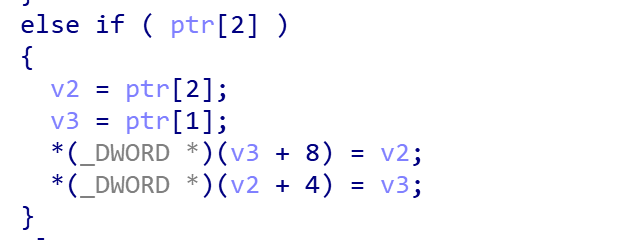 else if ( ptr[2] )
{
v2 = ptr[2];
v3 = ptr[1];
*(_DWORD *)(v3 + 8) = v2;
*(_DWORD *)(v2 + 4) = v3;
}